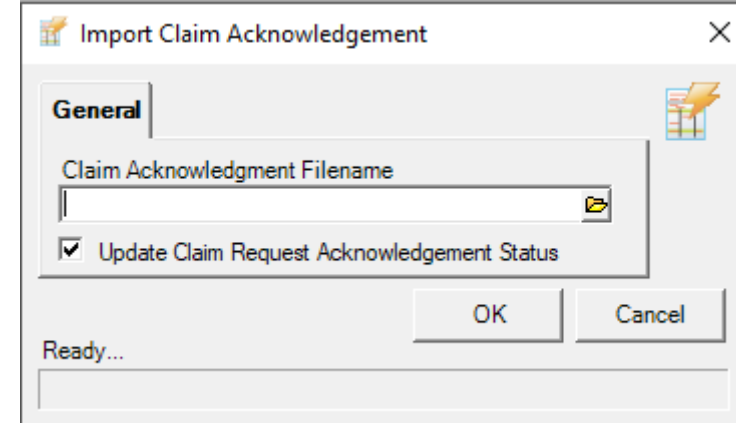 Import Claim Acknowledgement
General
Claim Acknowledgment Filename
Update Claim Request Acknowledgement Status
OK Cancel
Ready...